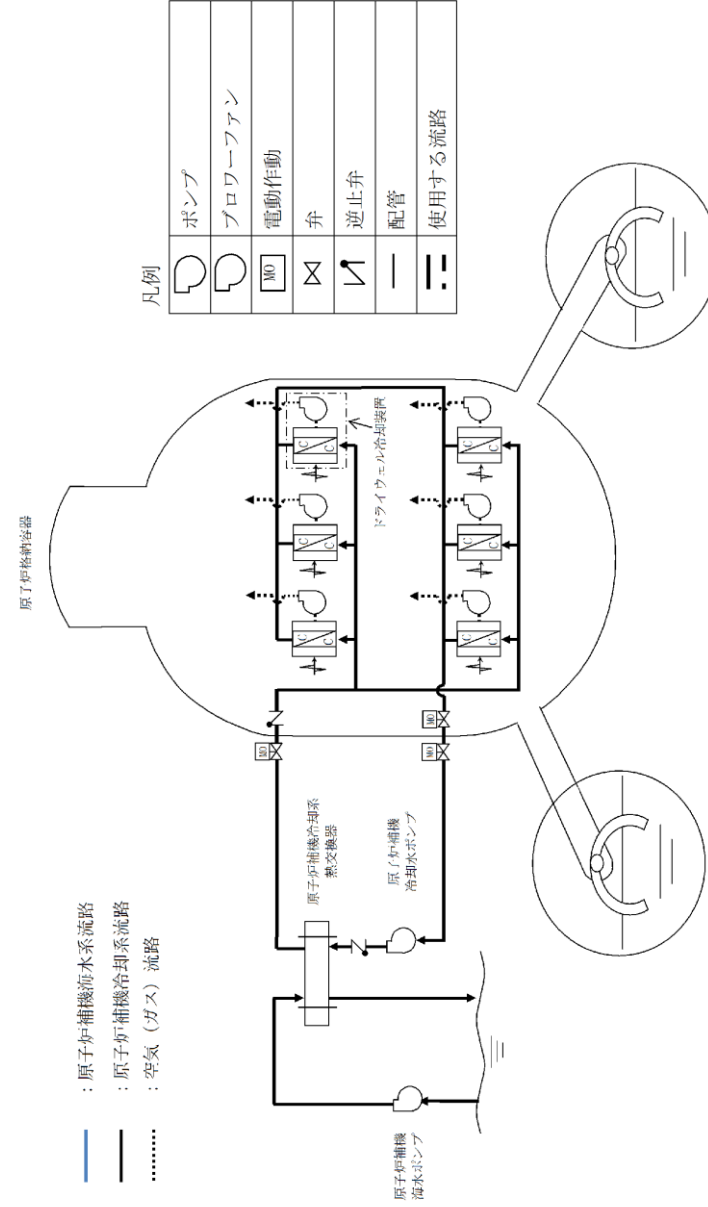 原子炉格納容器
：原子炉補機海水系流路
：原子炉補機冷却系流路
：空気（ガス）流路
凡例
ポンプ
ブロワーファン
MO
電動作動
弁
逆止弁
配管
使用する流路
MO
MO
MO
C
C
C
C
C
C
ドライウェル冷却装置
C
C
C
C
C
C
原子炉補機冷却系
熱交換器
原子炉補機
冷却水ポンプ
原子炉補機
海水ポンプ